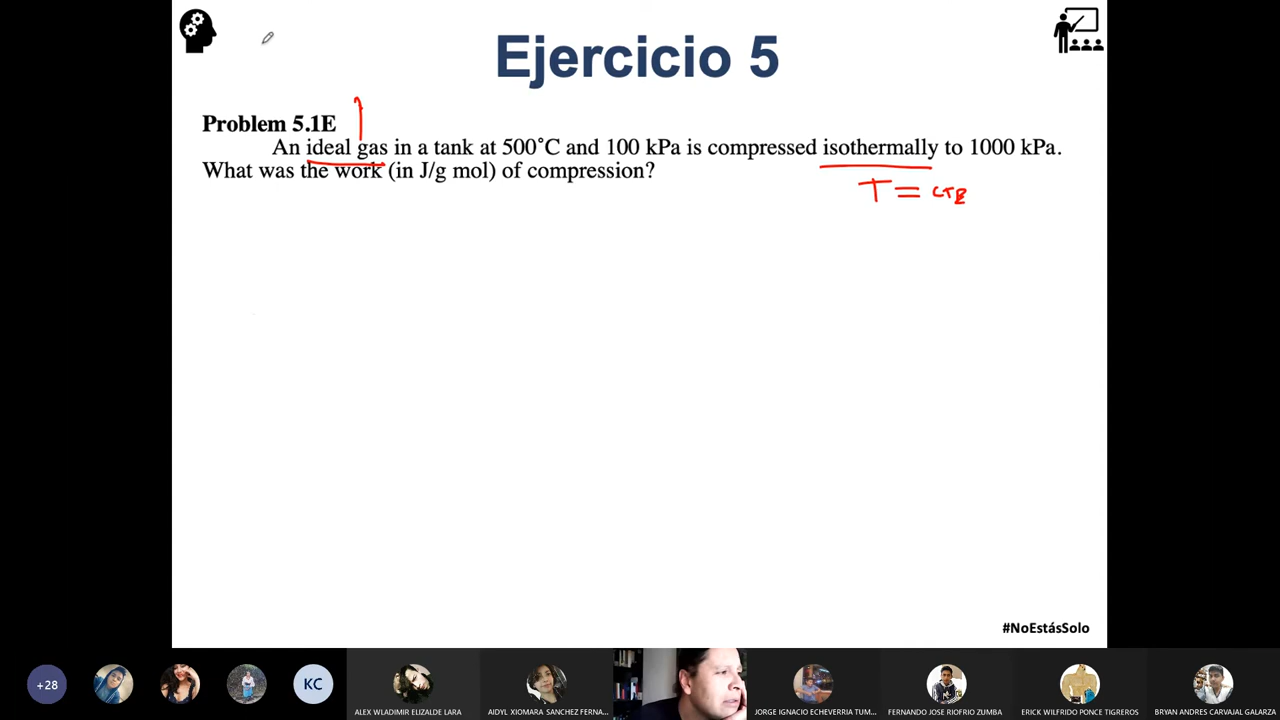 Ejercicio 5
Problem 5.1E
An ideal gas in a tank at 500°C and 100 kPa is compressed isothermally to 1000 kPa.
What was the work (in J/g mol) of compression?
T = CTE
#NoEstásSolo
+28
KC
ALEX WLADIMIR ELIZALDE LARA
AIDYL XIOMARA SANCHEZ FERNA...
JORGE IGNACIO ECHEVERRIA TUM...
FERNANDO JOSE RIOFRIO ZUMBA
ERICK WILFRIDO PONCE TIGREROS
BRYAN ANDRES CARVAJAL GALARZA